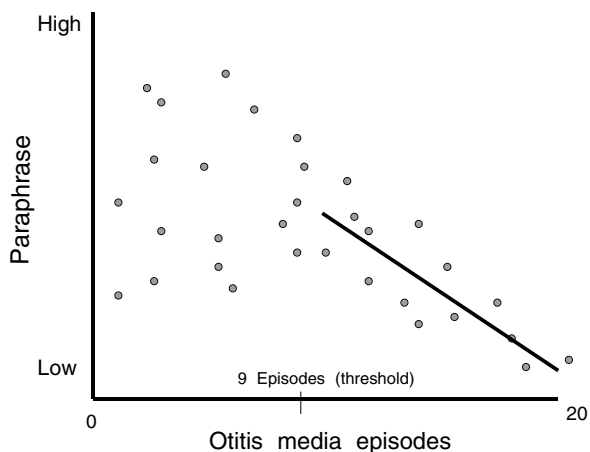 High
Paraphrase
Low
9 Episodes (threshold)
0
20
Otitis media episodes